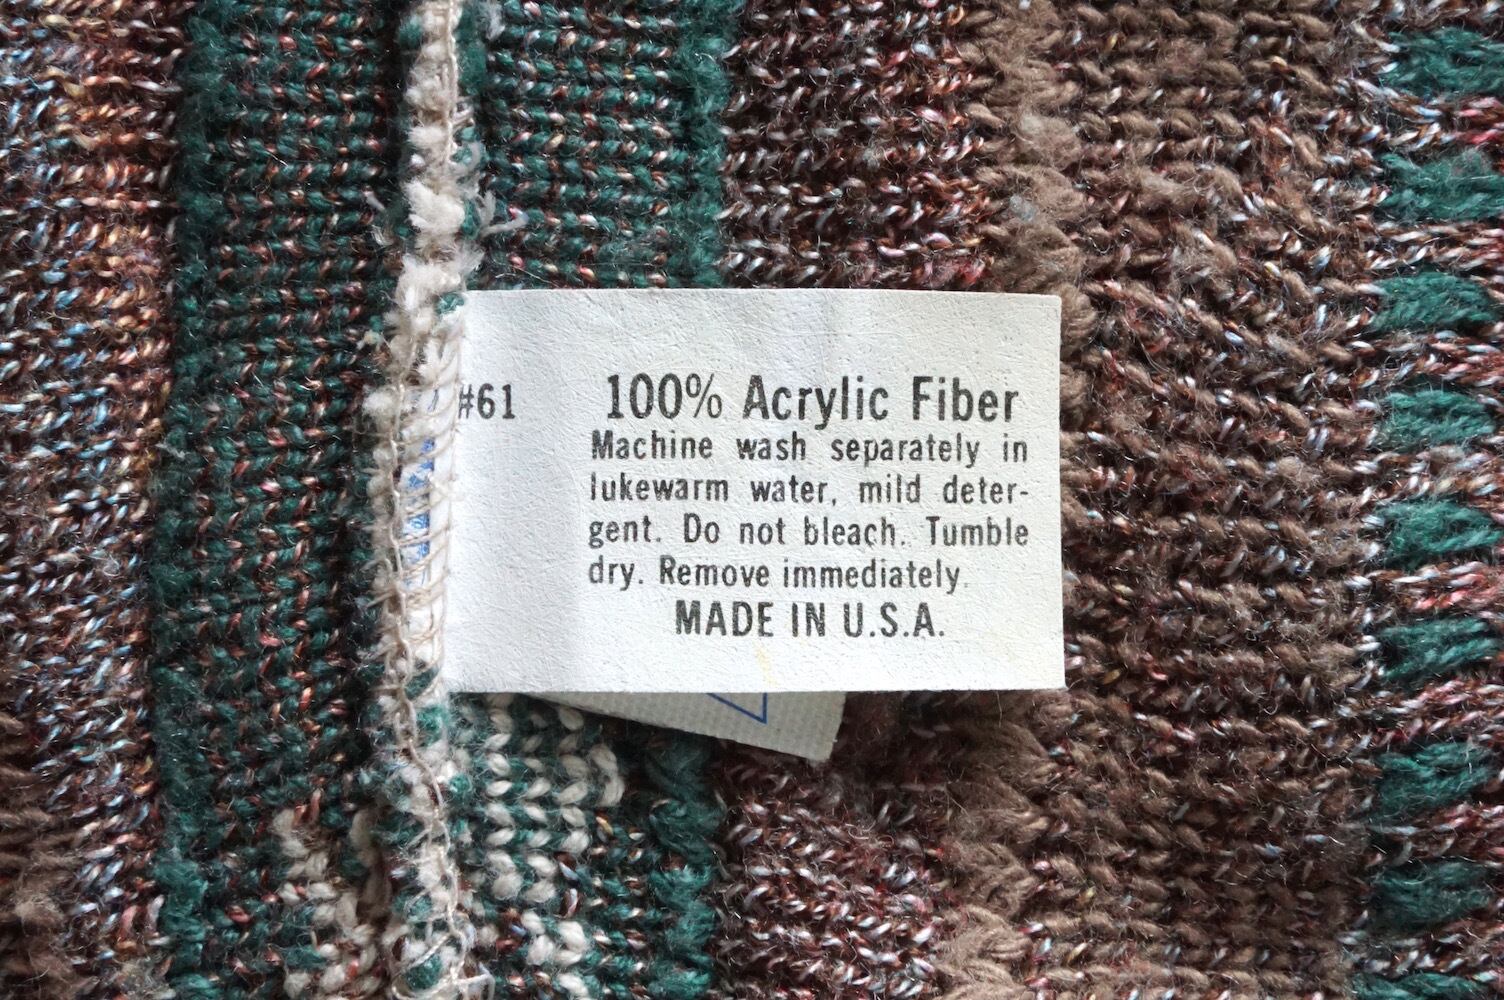 #61
100% Acrylic Fiber
Machine wash separately in
lukewarm water, mild deter-
gent. Do not bleach. Tumble
dry. Remove immediately.
MADE IN U.S.A.